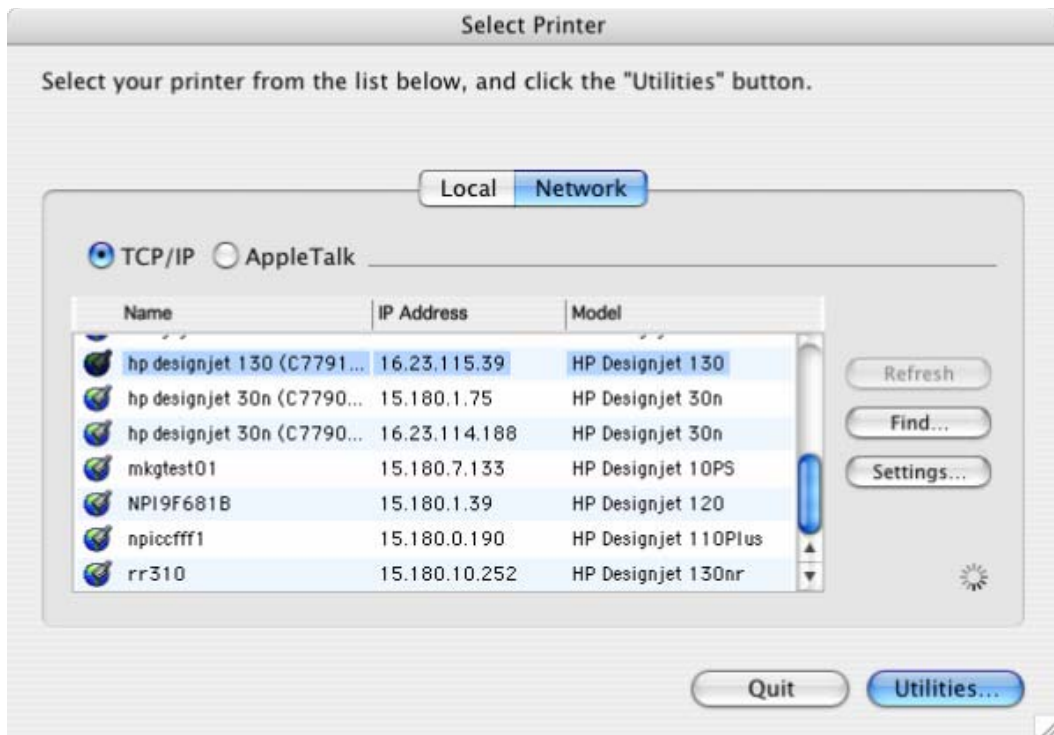 Select Printer
Select your printer from the list below, and click the "Utilities" button.
Local Network
TCP/IP AppleTalk
Name IP Address Model
hp designjet 130 (C7791... 16.23.115.39 HP Designjet 130
hp designjet 30n (C7790... 15.180.1.75 HP Designjet 30n
hp designjet 30n (C7790... 16.23.114.188 HP Designjet 30n
mkgtest01 15.180.7.133 HP Designjet 10PS
NPI9F681B 15.180.1.39 HP Designjet 120
npiccfff1 15.180.0.190 HP Designjet 110Plus
rr310 15.180.10.252 HP Designjet 130nr
Refresh
Find...
Settings...
Quit Utilities...